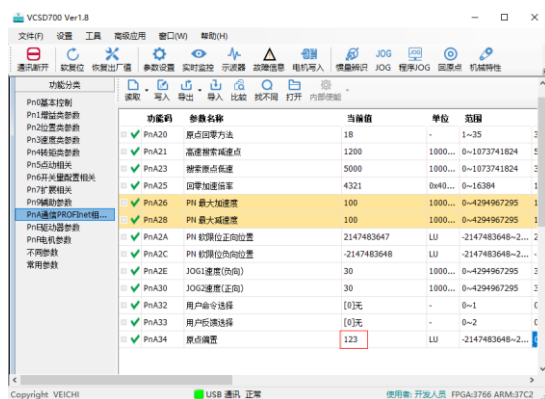 VCSD700 Ver1.8
文件(F) 设置 工具 高级应用 窗口(W) 帮助(H)
通讯断开 软复位 恢复出厂值 参数设置 实时监控 示波器 故障信息 电机写入 惯量辨识 JOG 程序JOG 回原点 机械特性
功能分类
Pn0基本控制
Pn1增益类参数
Pn2位置类参数
Pn3速度类参数
Pn4转矩类参数
Pn5点动相关
Pn6开关量配置相关
Pn7扩展相关
Pn9辅助参数
PnA通信PROFInet组...
PnE驱动器参数
PnF电机参数
不同参数
常用参数
读取 写入 导出 导入 比较 找不同 打开 内部使能
功能码 参数名称 当前值 单位 范围
PnA20 原点回零方法 18 - 1~35
PnA21 高速搜索减速点 1200 1000... 0~1073741824
PnA23 搜索原点低速 5000 1000... 0~1073741824
PnA25 回零加速倍率 4321 0x40... 0~16384
PnA26 PN 最大加速度 100 1000... 0~4294967295
PnA28 PN 最大减速度 100 1000... 0~4294967295
PnA2A PN 软限位正向位置 2147483647 LU -2147483648~2...
PnA2C PN 软限位负向位置 -2147483648 LU -2147483648~2...
PnA2E JOG1速度(负向) 30 1000... 0~4294967295
PnA30 JOG2速度(正向) 30 1000... 0~4294967295
PnA32 用户命令选择 [0]无 - 0~1
PnA33 用户反馈选择 [0]无 - 0~2
PnA34 原点偏置 123 LU -2147483648~2...
Copyright VEICHI USB 通讯 正常 使用者: 开发人员 FPGA:3766 ARM:37C2